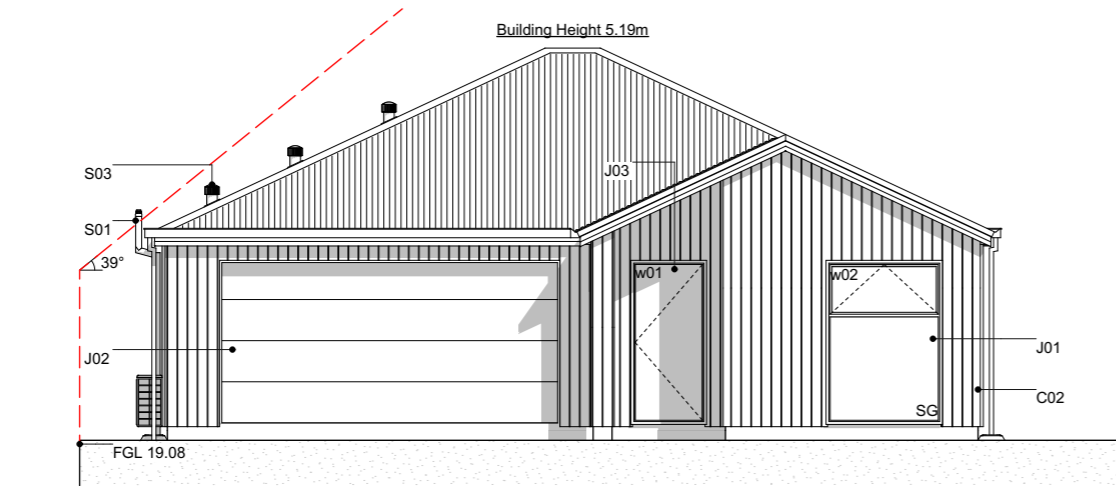 Building Height 5.19m
S03
J03
S01
39°
w01
w02
J02
J01
C02
SG
FGL 19.08